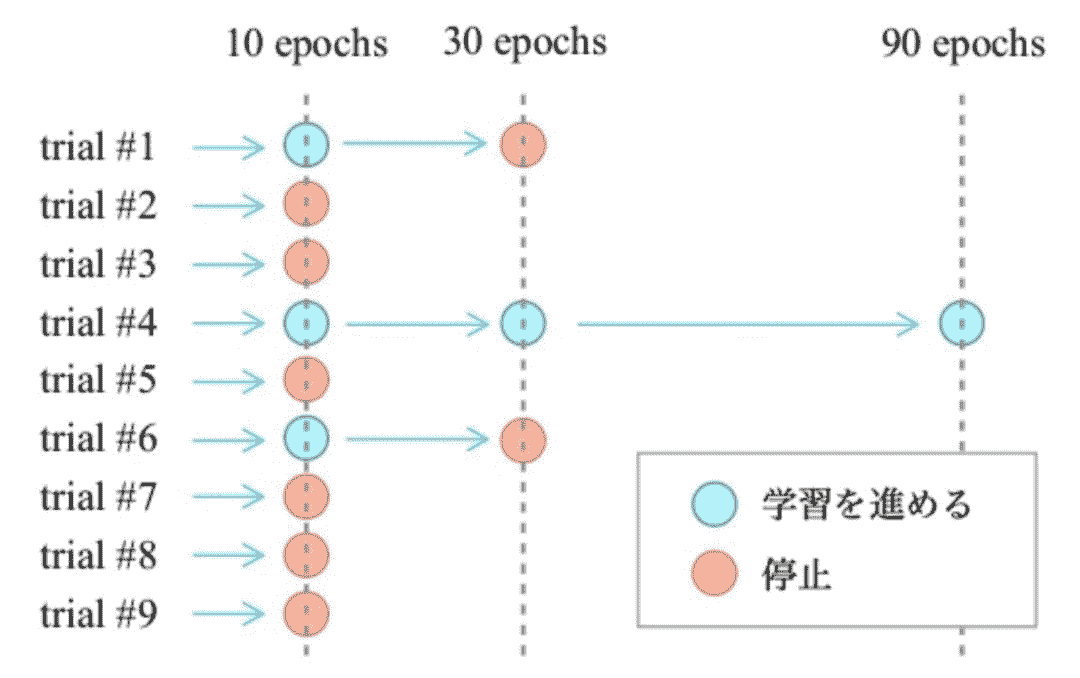 10 epochs 30 epochs 90 epochs
trial #1
trial #2
trial #3
trial #4
trial #5
trial #6
trial #7
trial #8
trial #9
学習を進める
停止